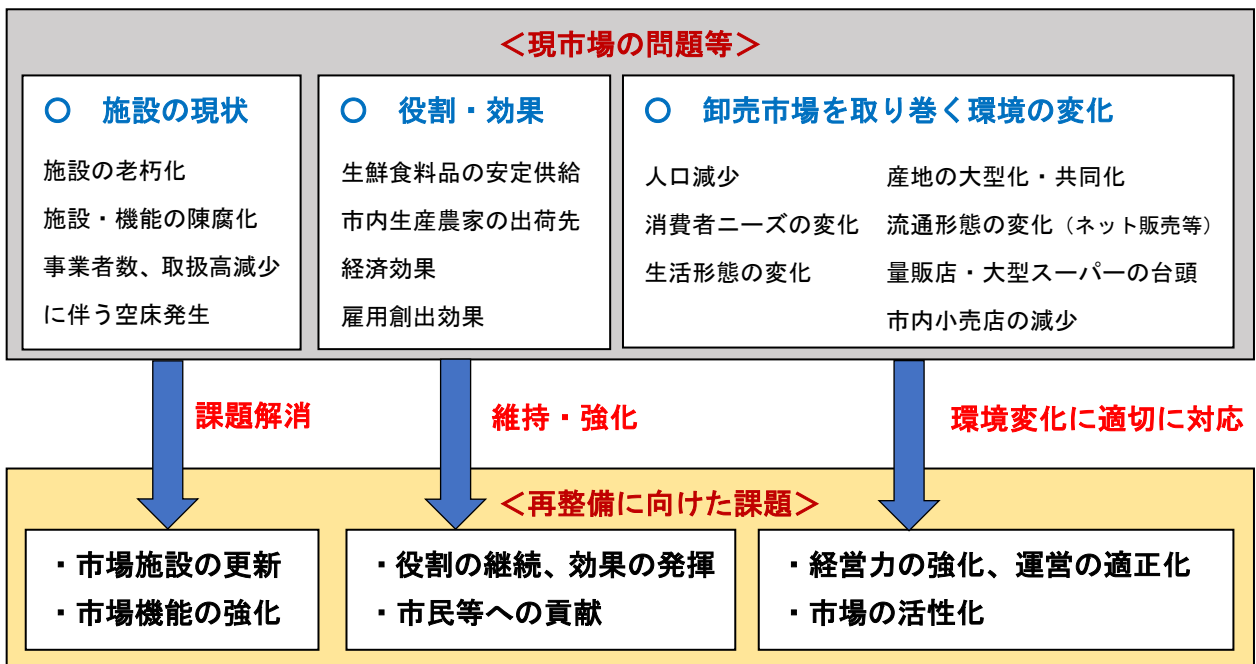 ＜現市場の問題等＞
○ 施設の現状
施設の老朽化
施設・機能の陳腐化
事業者数、取扱高減少
に伴う空床発生
○ 役割・効果
生鮮食料品の安定供給
市内生産農家の出荷先
経済効果
雇用創出効果
○ 卸売市場を取り巻く環境の変化
人口減少
消費者ニーズの変化
生活形態の変化
産地の大型化・共同化
流通形態の変化（ネット販売等）
量販店・大型スーパーの台頭
市内小売店の減少
課題解消
維持・強化
環境変化に適切に対応
＜再整備に向けた課題＞
・市場施設の更新
・市場機能の強化
・役割の継続、効果の発揮
・市民等への貢献
・経営力の強化、運営の適正化
・市場の活性化